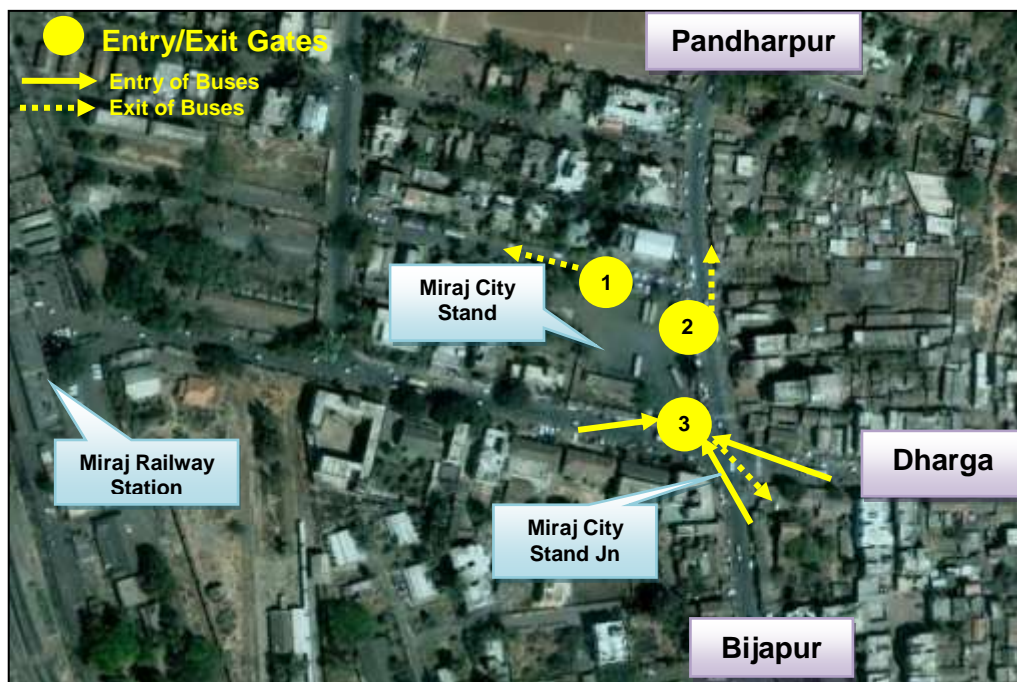 Entry/Exit Gates
Entry of Buses
Exit of Buses
Pandharpur
1
Miraj City
Stand
2
3
Miraj Railway
Station
Dharga
Miraj City
Stand Jn
Bijapur